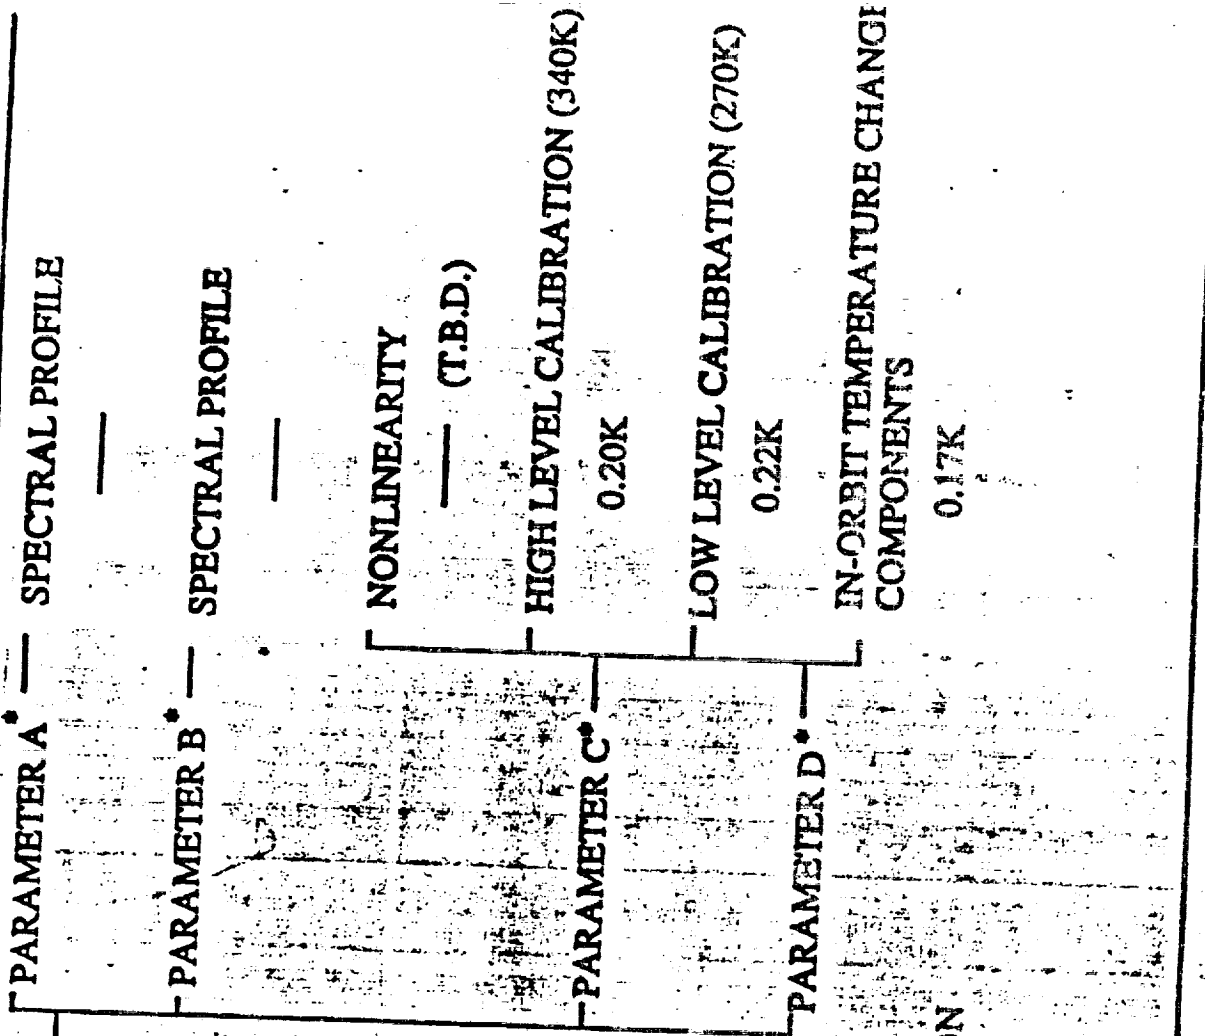 PARAMETER A* — SPECTRAL PROFILE
—
PARAMETER B* — SPECTRAL PROFILE
—
NONLINEARITY
— (T.B.D.)
HIGH LEVEL CALIBRATION (340K)
0.20K
PARAMETER C*
LOW LEVEL CALIBRATION (270K)
0.22K
PARAMETER D*
IN-ORBIT TEMPERATURE CHANGE
COMPONENTS
0.17K